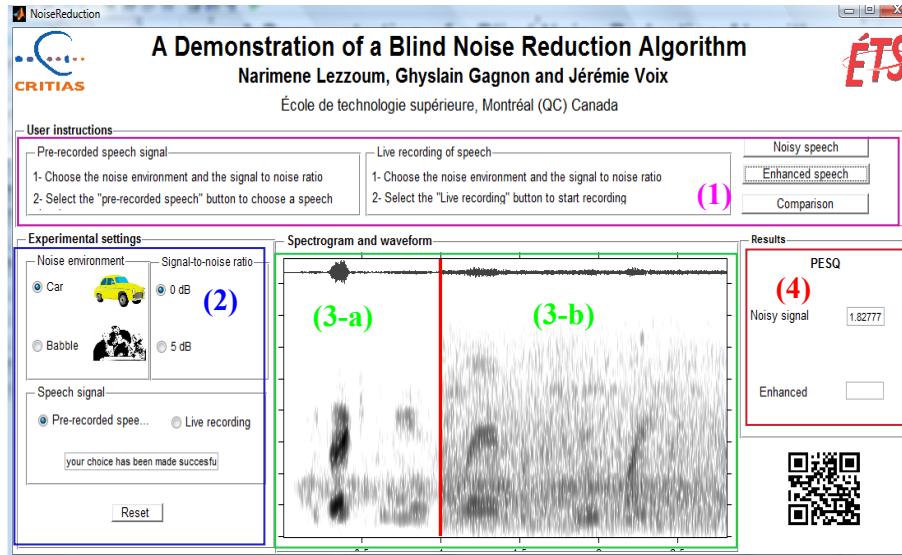 NoiseReduction
A Demonstration of a Blind Noise Reduction Algorithm
Narimene Lezzoum, Ghyslain Gagnon and Jérémie Voix
École de technologie supérieure, Montréal (QC) Canada
CRITIAS
ÉTS
User instructions
Pre-recorded speech signal
1- Choose the noise environment and the signal to noise ratio
2- Select the "pre-recorded speech" button to choose a speech
Live recording of speech
1- Choose the noise environment and the signal to noise ratio
2- Select the "Live recording" button to start recording
(1)
Noisy speech
Enhanced speech
Comparison
Experimental settings
Noise environment
Car
Babble
Signal-to-noise ratio
0 dB
(2)
5 dB
Speech signal
Pre-recorded spee...
Live recording
your choice has been made succesfu
Reset
Spectrogram and waveform
(3-a)
(3-b)
Results
PESQ
(4)
Noisy signal
1.82777
Enhanced